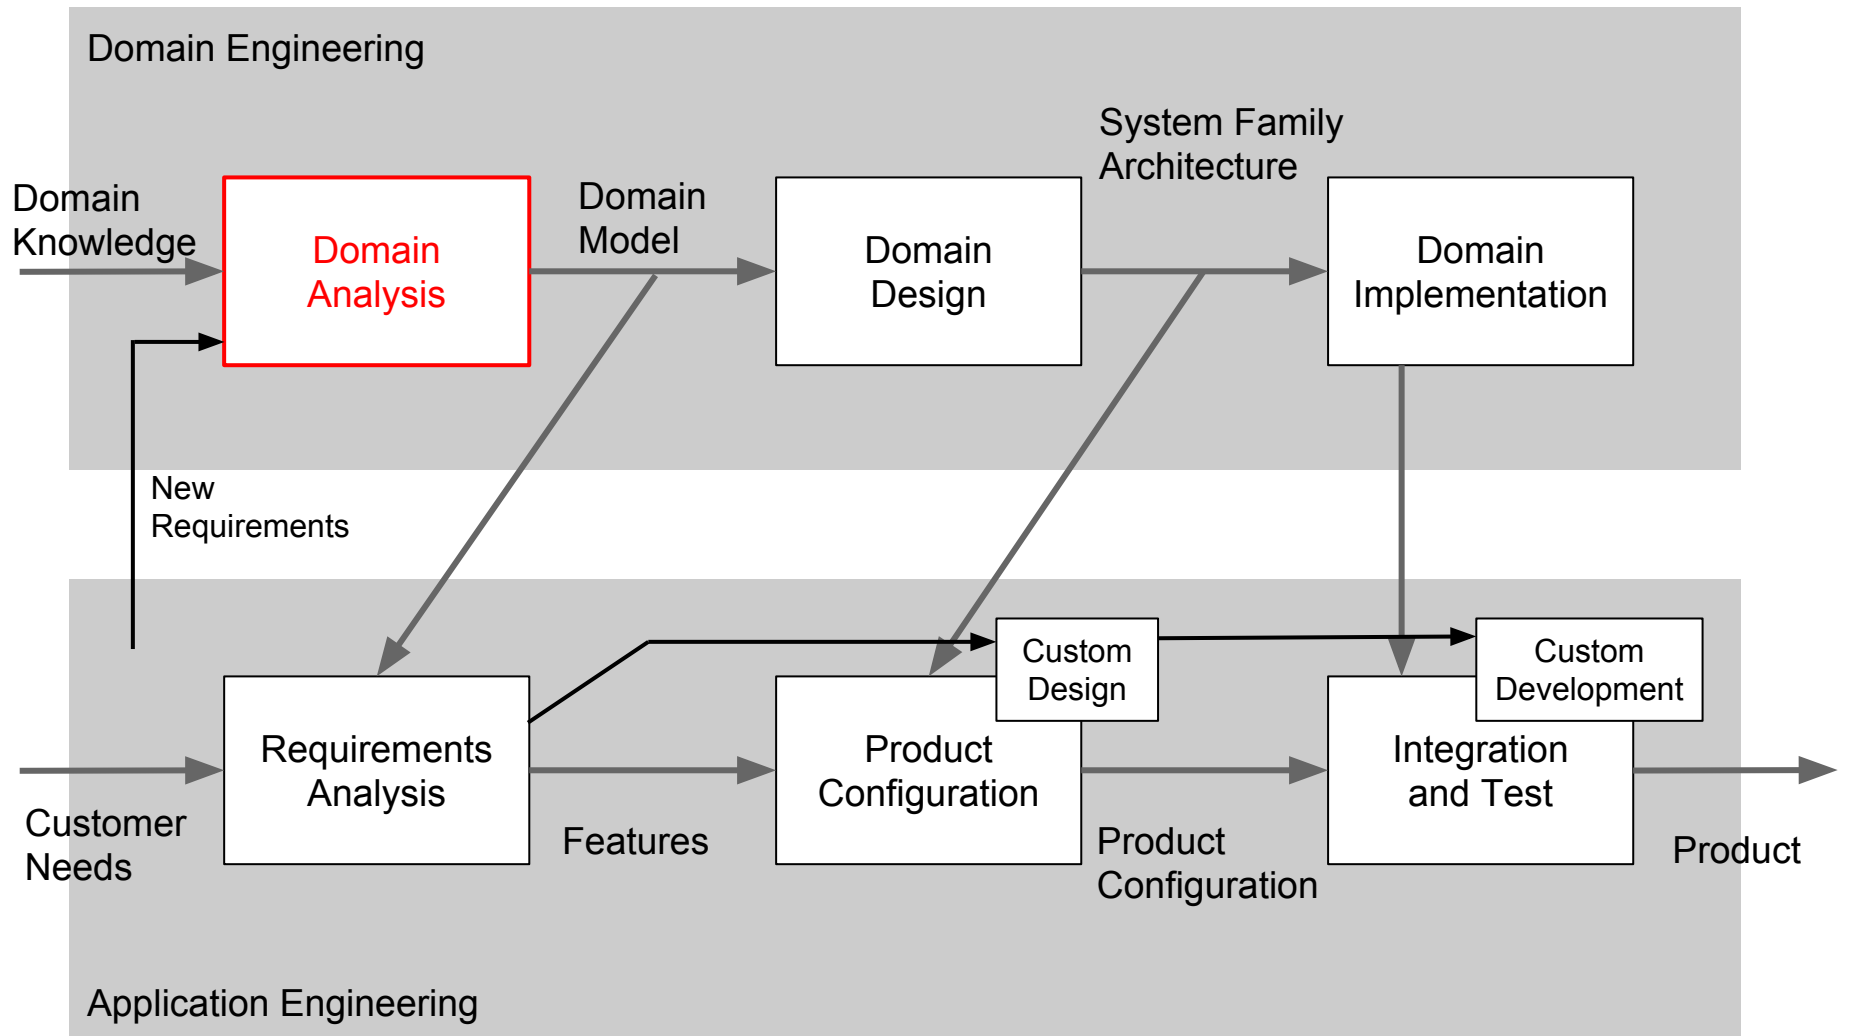 Domain Engineering
System Family
Architecture
Domain
Knowledge
Domain
Analysis
Domain
Model
Domain
Design
Domain
Implementation
New
Requirements
Custom
Design
Custom
Development
Requirements
Analysis
Product
Configuration
Integration
and Test
Customer
Needs
Features
Product
Configuration
Product
Application Engineering